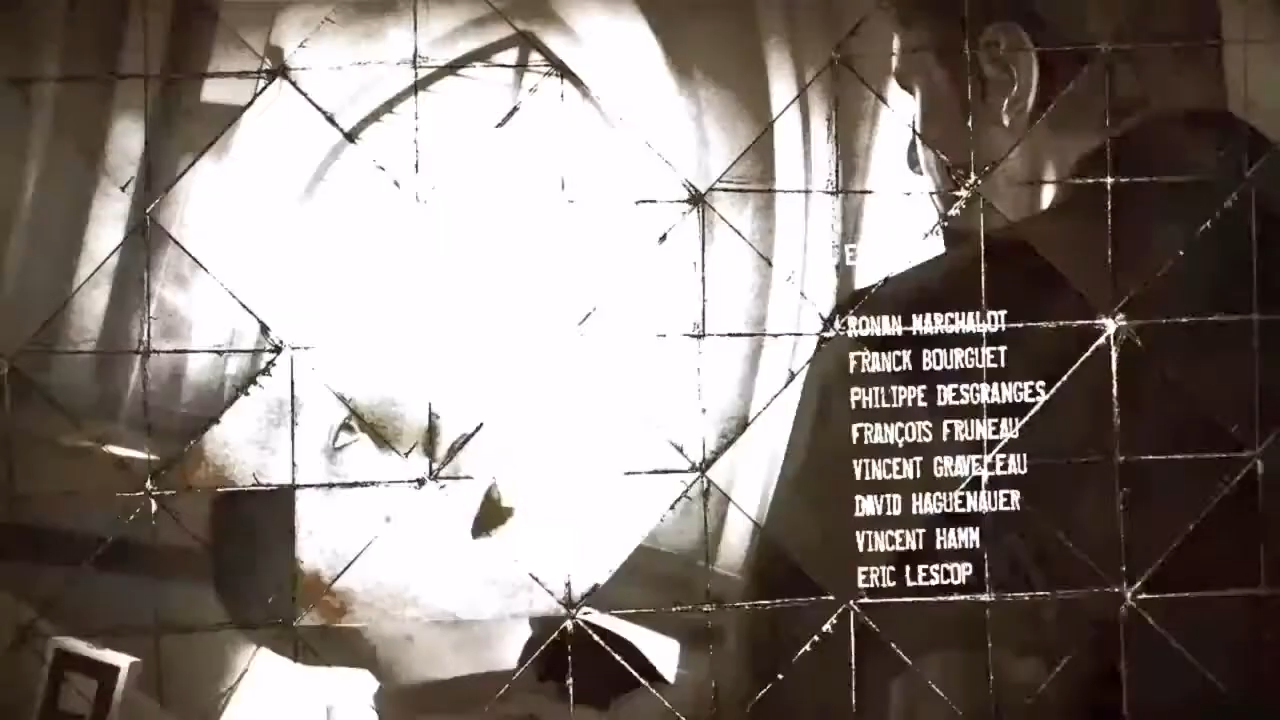 E
RONAN MARCHALOT
FRANCK BOURGUET
PHILIPPE DESGRANGES
FRANÇOIS FRUNEAU
VINCENT GRAVELEAU
DAVID HAGUENAUER
VINCENT HAMM
ERIC LESCOP